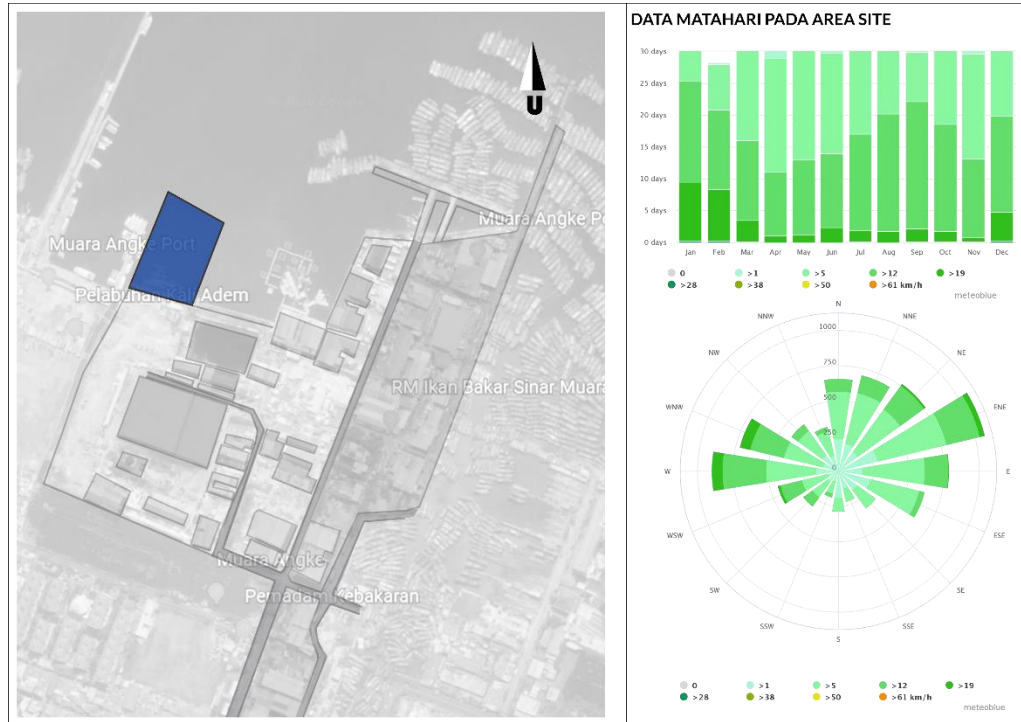 U
Muara Angke Port
Pelabuhan Kali Adem
Muara Angke Po
RM Ikan Bakar Sinar Muara
Muara Angke
Pemadam Kebakaran
DATA MATAHARI PADA AREA SITE
30 days
25 days
20 days
15 days
10 days
5 days
0 days
Jan Feb Mar Apr May Jun Jul Aug Sep Oct Nov Dec
0 >1 >5 >12 >19
>28 >38 >50 >61 km/h
meteoblue
N
NNW NNE
NW NE
WNW ENE
W E
WSW ESE
SW SE
SSW SSE
S
1000
750
500
250
0
0 >1 >5 >12 >19
>28 >38 >50 >61 km/h
meteoblue